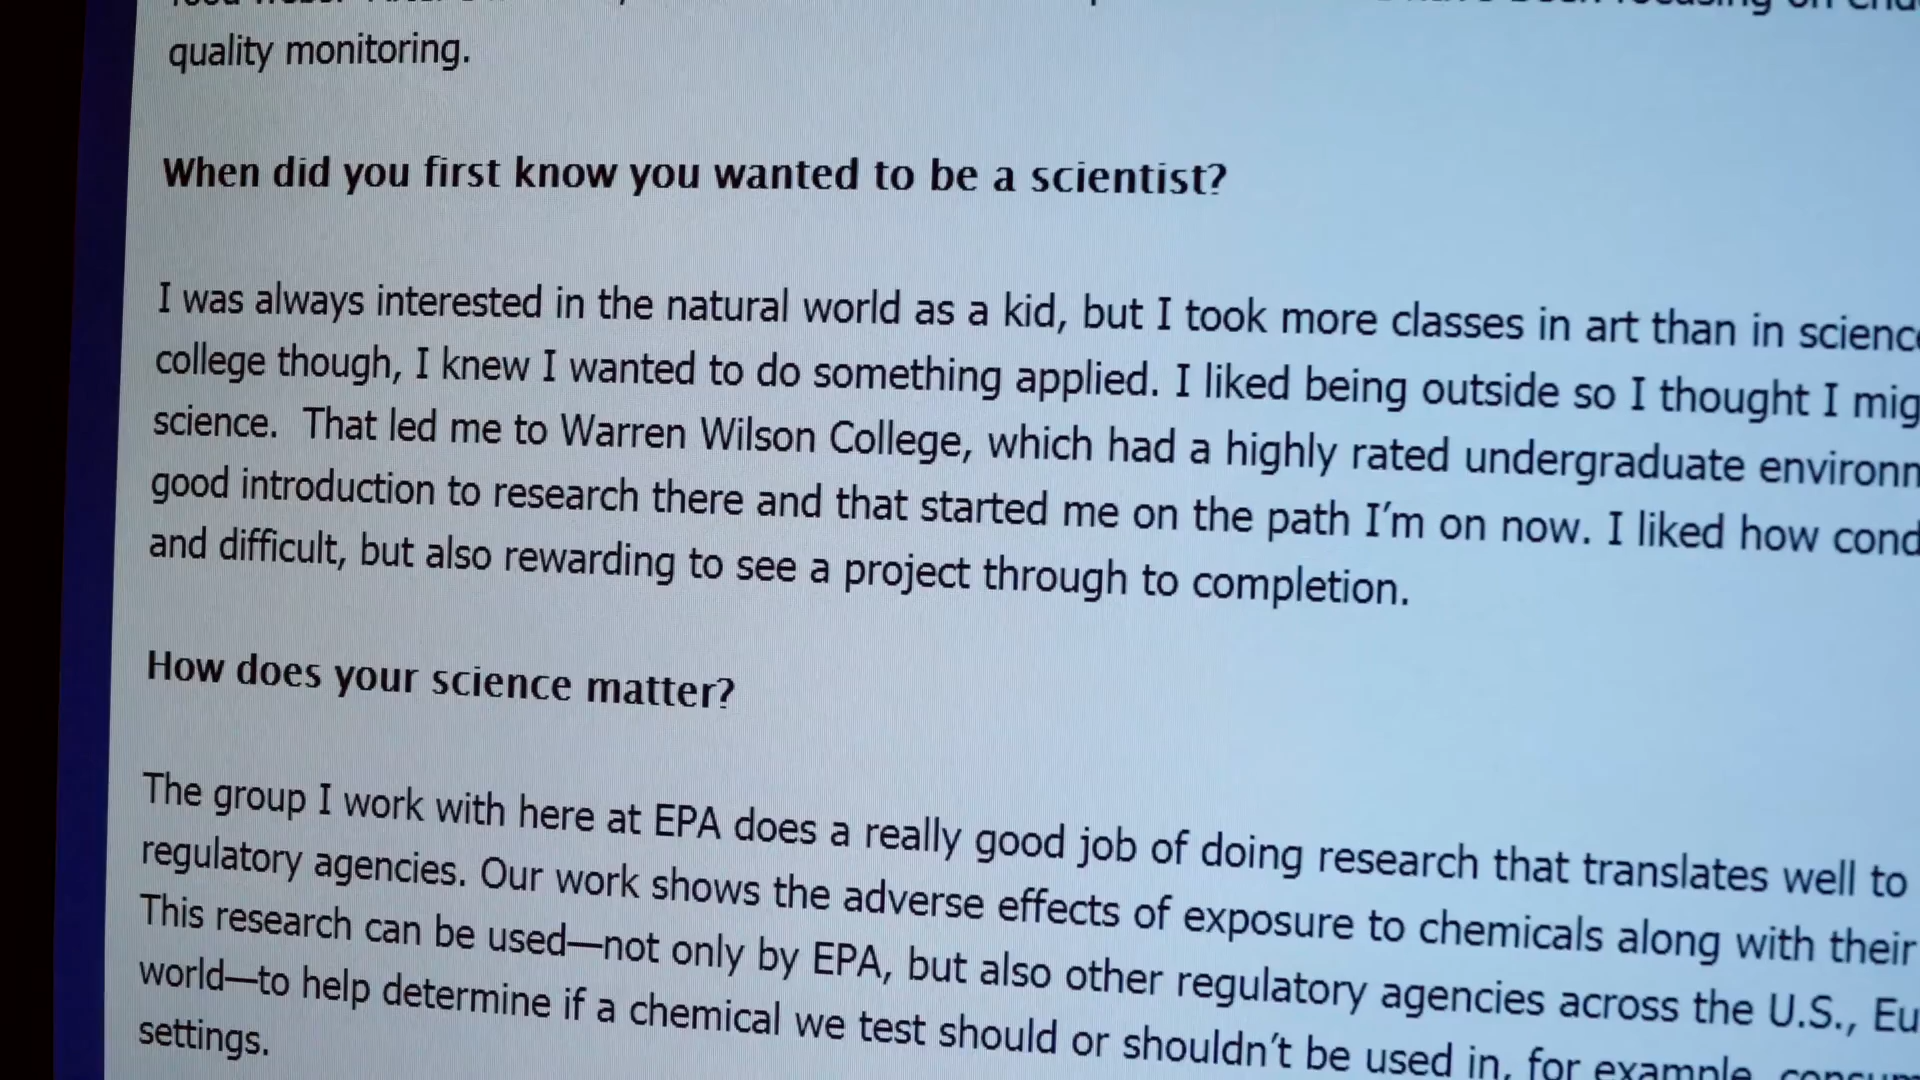 quality monitoring.
When did you first know you wanted to be a scientist?
I was always interested in the natural world as a kid, but I took more classes in art than in
college though, I knew I wanted to do something applied. I liked being outside so I thought I
science. That led me to Warren Wilson College, which had a highly rated undergraduate
good introduction to research there and that started me on the path I'm on now. I liked how
and difficult, but also rewarding to see a project through to completion.
How does your science matter?
The group I work with here at EPA does a really good job of doing research that translates well to
regulatory agencies. Our work shows the adverse effects of exposure to chemicals along with their
This research can be used—not only by EPA, but also other regulatory agencies across the U.S.,
world—to help determine if a chemical we test should or shouldn't be used in, for example,
settings.